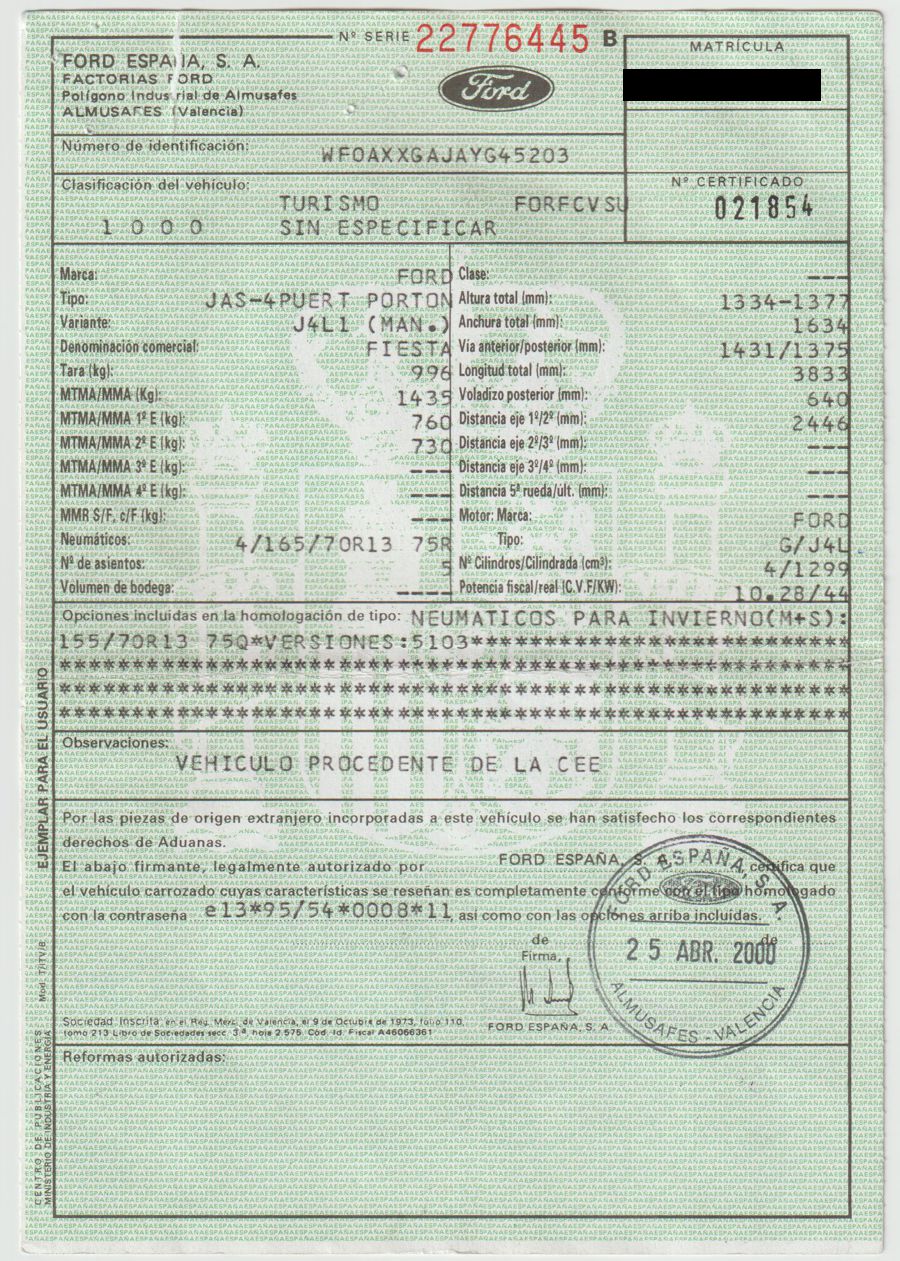 Nº SERIE 22776445 B
MATRÍCULA
FORD ESPAÑA, S. A.
FACTORIAS FORD
Polígono Industrial de Almusafes
ALMUSAFES (Valencia)
Ford
Número de identificación: WFOAXXGAJAYG45203
Clasificación del vehículo:
Nº CERTIFICADO
021854
TURISMO FORFCVSU
1000 SIN ESPECIFICAR
Marca: FORD
Tipo: JAS-4PUERT PORTON
Variante: J4L1 (MAN.)
Denominación comercial: FIESTA
Tara (kg): 996
MTMA/MMA (Kg): 1435
MTMA/MMA 1º E (kg): 760
MTMA/MMA 2º E (kg): 730
MTMA/MMA 3º E (kg): ---
MTMA/MMA 4º E (kg): ---
MMR S/F, c/F (kg): ---
Neumáticos: 4/165/70R13 75R
Nº de asientos: 5
Volumen de bodega: ----
Clase: ---
Altura total (mm): 1334-1377
Anchura total (mm): 1634
Vía anterior/posterior (mm): 1431/1375
Longitud total (mm): 3833
Voladizo posterior (mm): 640
Distancia eje 1º/2º (mm): 2446
Distancia eje 2º/3º (mm): ---
Distancia eje 3º/4º (mm): ---
Distancia 5ª rueda/ult. (mm): ---
Motor: Marca: FORD
Tipo: G/J4L
Nº Cilindros/Cilindrada (cm³): 4/1299
Potencia fiscal/real (C.V.F/KW): 10.28/44
Opciones incluidas en la homologación de tipo: NEUMATICOS PARA INVIERNO(M+S):
155/70R13 75Q*VERSIONES:5103**********************
Observaciones:
VEHICULO PROCEDENTE DE LA CEE
Por las piezas de origen extranjero incorporadas a este vehículo se han satisfecho los correspondientes
derechos de Aduanas.
El abajo firmante, legalmente autorizado por FORD ESPAÑA, S. A. certifica que
el vehículo carrozado cuyas características se reseñan es completamente conforme con el tipo homologado
con la contraseña e13*95/54*0008*11 así como con las opciones arriba incluidas.
de de
Firma,
FORD ESPAÑA, S. A.
FORD ESPAÑA, S. A.
25 ABR. 2000
ALMUSAFES - VALENCIA
Sociedad inscrita en el Reg. Merc. de Valencia, el 9 de Octubre de 1973, folio 110,
tomo 213 Libro de Sociedades secc. 3.ª hoja 2.575. Cód. Id. Fiscal A46066361
Reformas autorizadas:
EJEMPLAR PARA EL USUARIO
CENTRO DE PUBLICACIONES
MINISTERIO DE INDUSTRIA Y ENERGÍA